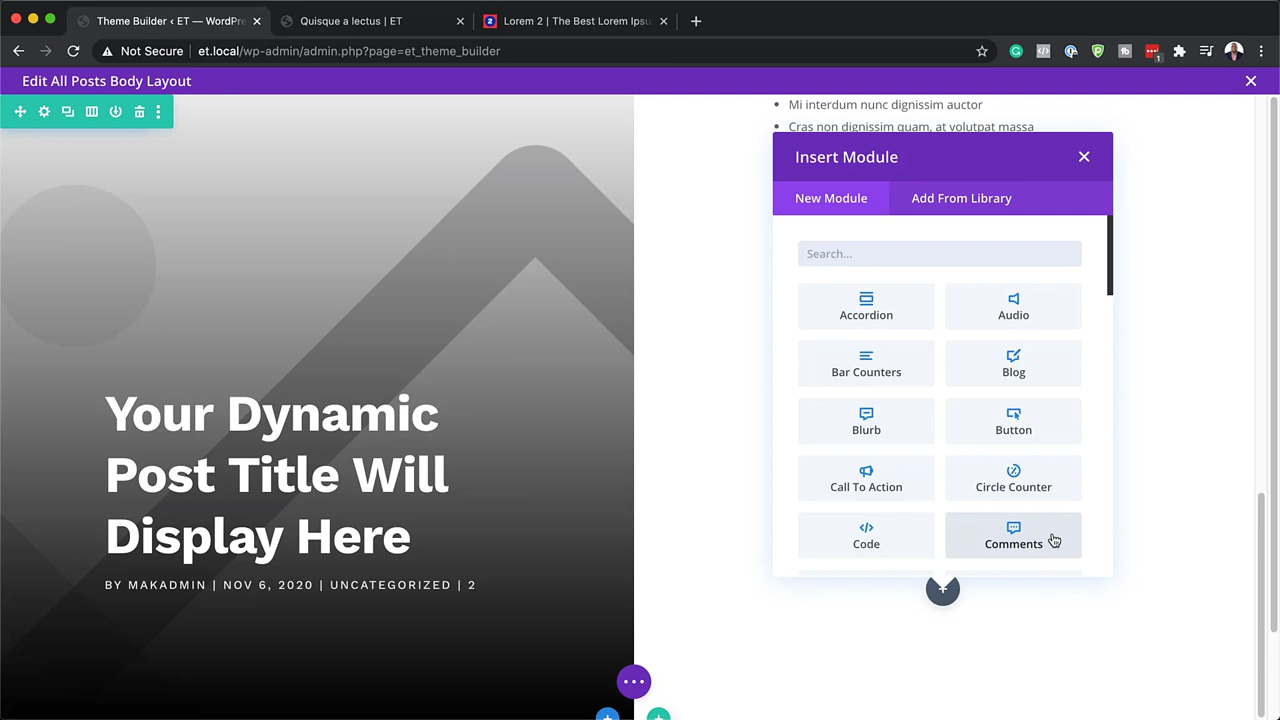 Theme Builder ‹ ET — WordPre
Quisque a lectus | ET
Lorem 2 | The Best Lorem Ipsu
Not Secure
et.local/wp-admin/admin.php?page=et_theme_builder
1
Edit All Posts Body Layout
Mi interdum nunc dignissim auctor
Cras non dignissim quam, at volutpat massa
Insert Module
New Module
Add From Library
Search...
Accordion
Audio
Bar Counters
Blog
Blurb
Button
Call To Action
Circle Counter
Code
Comments
Your Dynamic
Post Title Will
Display Here
BY MAKADMIN | NOV 6, 2020 | UNCATEGORIZED | 2